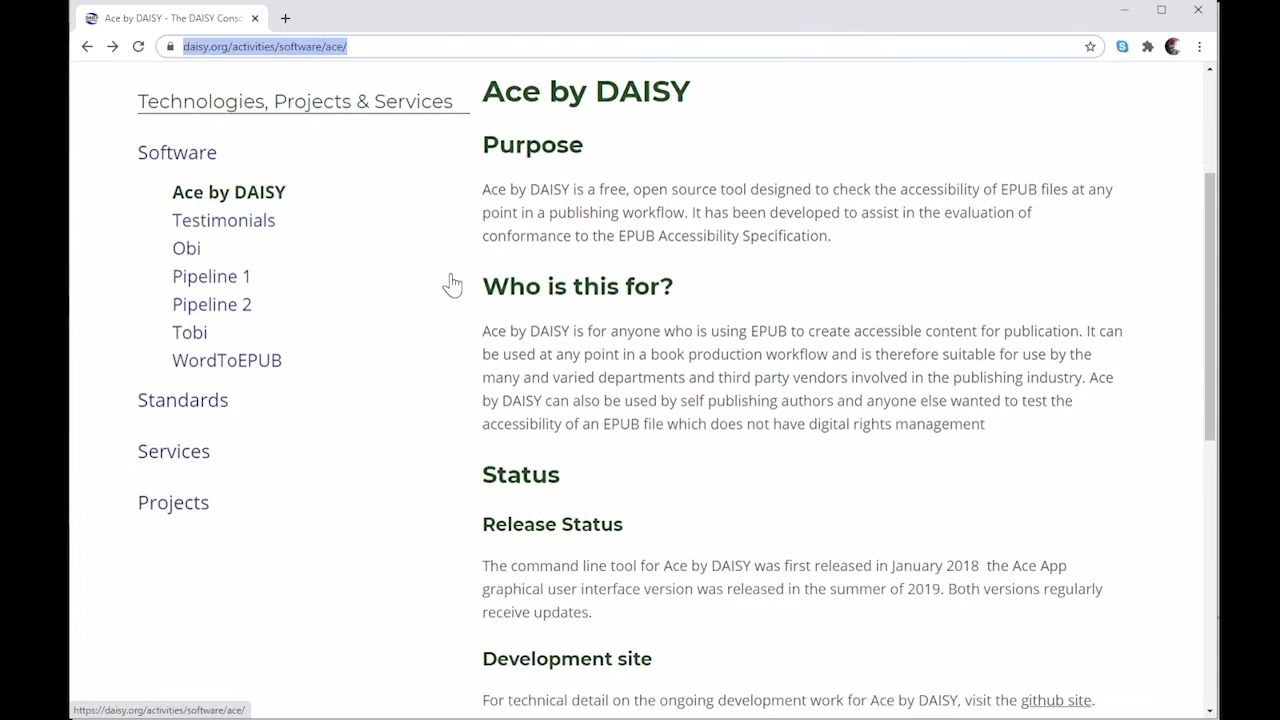 Ace by DAISY - The DAISY Conso
daisy.org/activities/software/ace/
Technologies, Projects & Services
Software
Ace by DAISY
Testimonials
Obi
Pipeline 1
Pipeline 2
Tobi
WordToEPUB
Standards
Services
Projects
Ace by DAISY
Purpose
Ace by DAISY is a free, open source tool designed to check the accessibility of EPUB files at any
point in a publishing workflow. It has been developed to assist in the evaluation of
conformance to the EPUB Accessibility Specification.
Who is this for?
Ace by DAISY is for anyone who is using EPUB to create accessible content for publication. It can
be used at any point in a book production workflow and is therefore suitable for use by the
many and varied departments and third party vendors involved in the publishing industry. Ace
by DAISY can also be used by self publishing authors and anyone else wanted to test the
accessibility of an EPUB file which does not have digital rights management
Status
Release Status
The command line tool for Ace by DAISY was first released in January 2018 the Ace App
graphical user interface version was released in the summer of 2019. Both versions regularly
receive updates.
Development site
For technical detail on the ongoing development work for Ace by DAISY, visit the github site.
https://daisy.org/activities/software/ace/